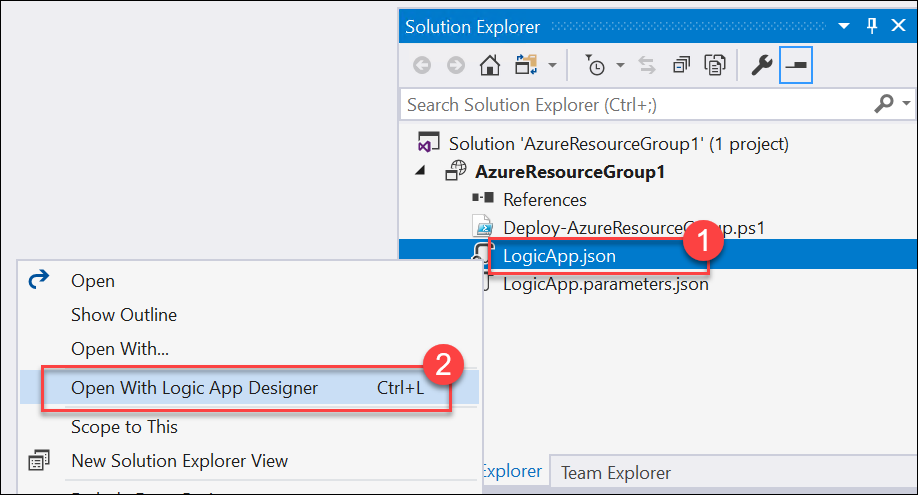 Solution Explorer
Search Solution Explorer (Ctrl+;)
Solution 'AzureResourceGroup1' (1 project)
AzureResourceGroup1
References
Deploy-AzureResourceG
.ps1
1
LogicApp.json
LogicApp.parameters.json
Open
Show Outline
Open With...
2
Open With Logic App Designer Ctrl+L
Scope to This
New Solution Explorer View
Explorer
Team Explorer